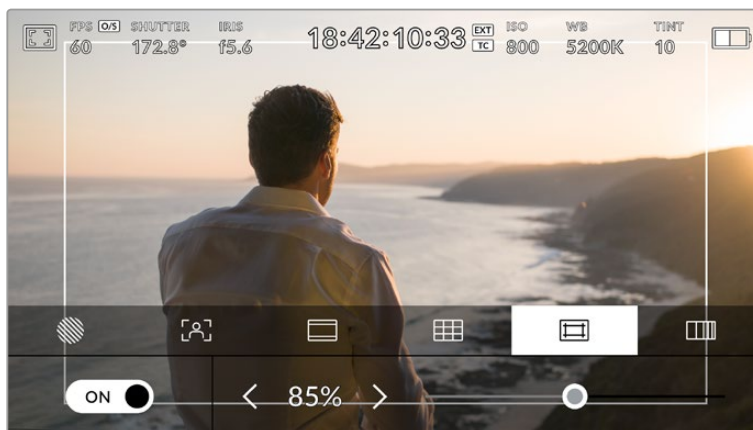 FPS O/S SHUTTER IRIS 18:42:10:33 EXT ISO WB TINT
60 172.8° f5.6 TC 800 5200K 10
ON 85%